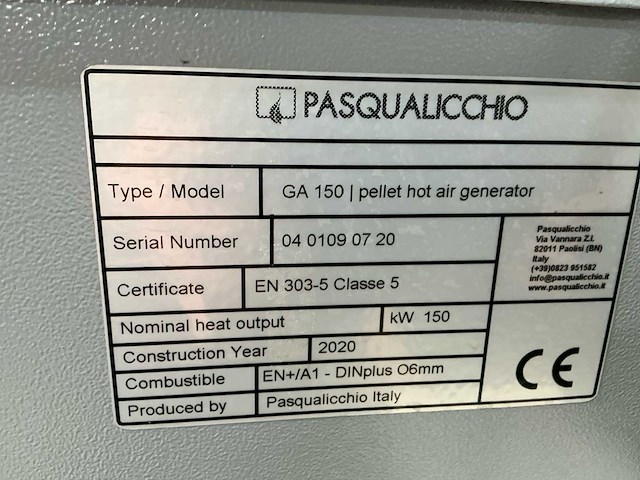 PASQUALICCHIO
Type / Model GA 150 | pellet hot air generator
Serial Number 04 0109 07 20
Certificate EN 303-5 Classe 5
Nominal heat output kW 150
Construction Year 2020
Combustible EN+/A1 - DINplus O6mm
Produced by Pasqualicchio Italy
Pasqualicchio
Via Vannara Z.I.
82011 Paolisi (BN)
Italy
(+39)0823 951582
info@pasqualicchio.it
www.pasqualicchio.it
CE